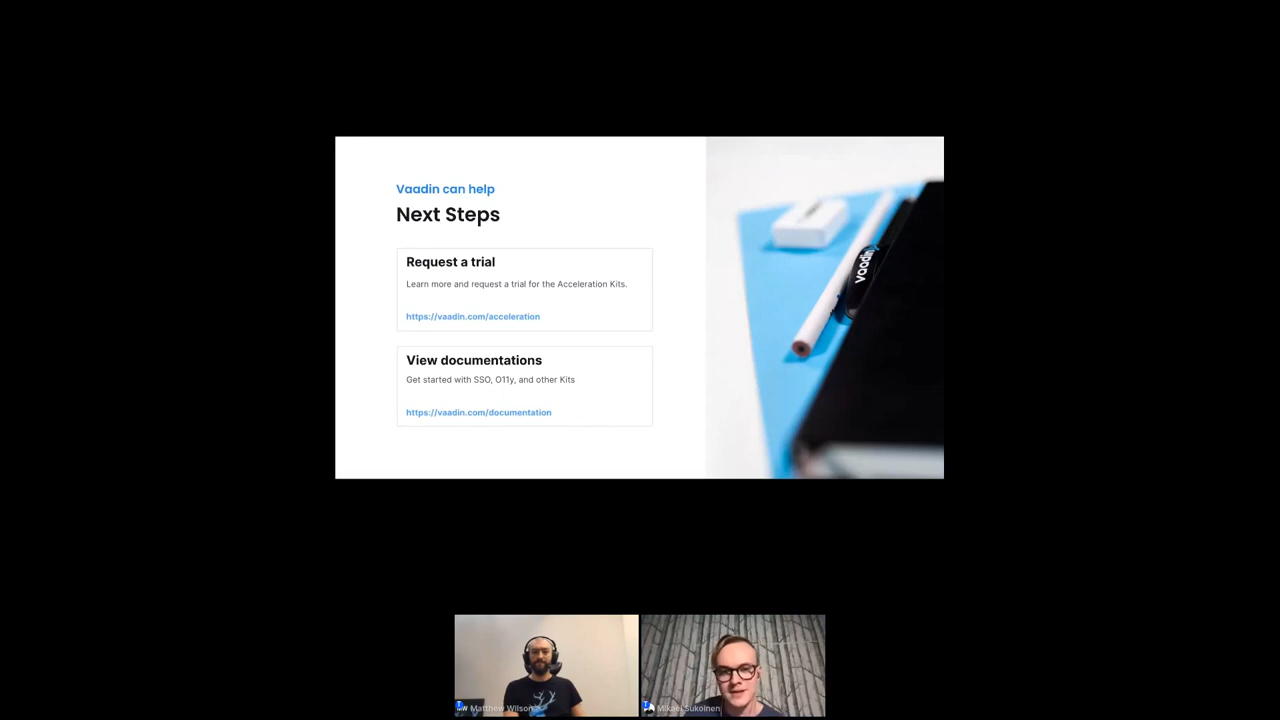 Vaadin can help
Next Steps
Request a trial
Learn more and request a trial for the Acceleration Kits.
https://vaadin.com/acceleration
View documentations
Get started with SSO, O11y, and other Kits
https://vaadin.com/documentation
Vaadin
Matthew Wilson
Mikael Sukoinen